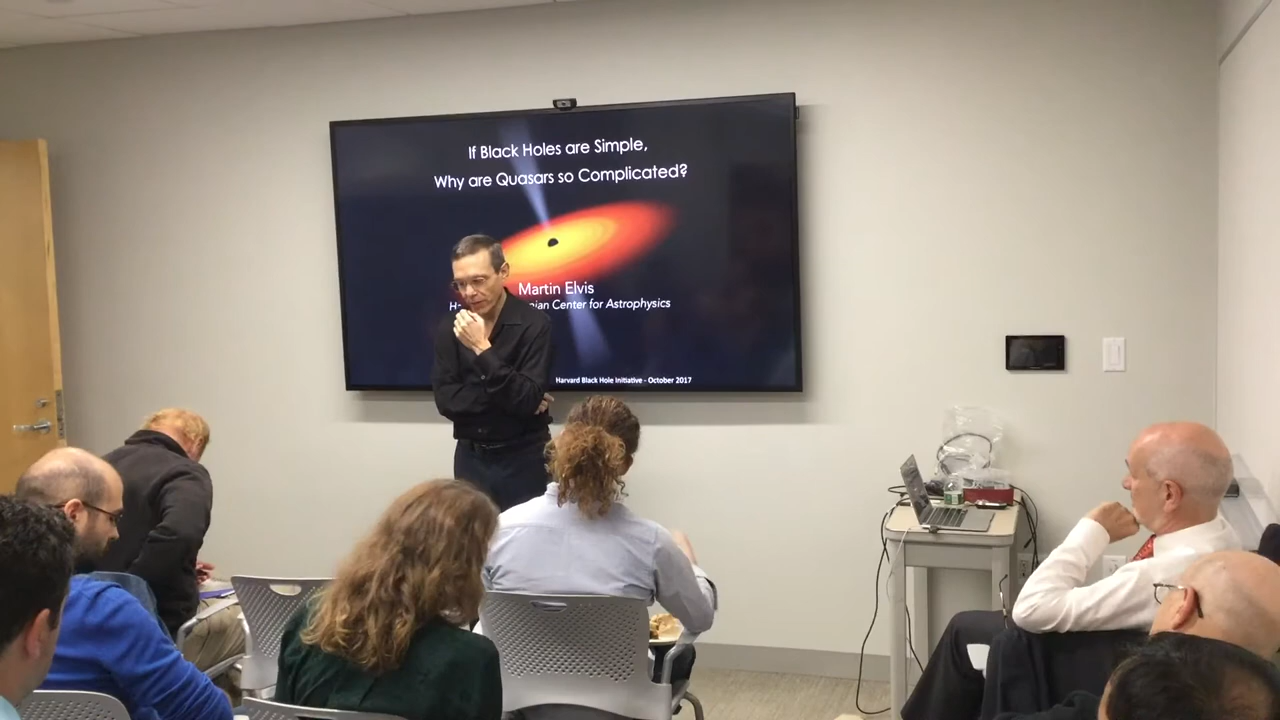 If Black Holes are Simple,
Why are Quasars so Complicated?
Martin Elvis
nian Center for Astrophysics
Harvard Black Hole Initiative - October 2017